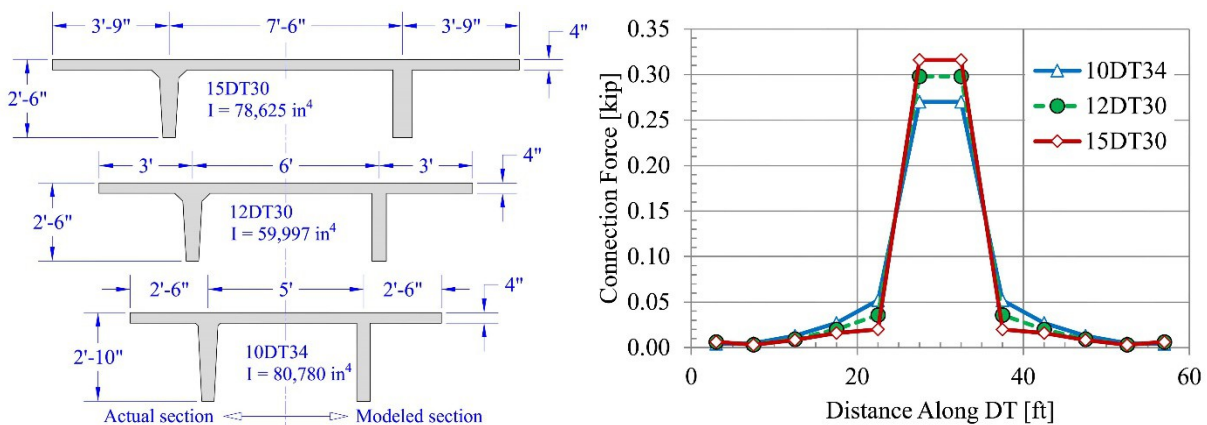 3'-9" 7'-6" 3'-9"
4"
2'-6"
15DT30
I = 78,625 in⁴
3' 6' 3'
4"
2'-6"
12DT30
I = 59,997 in⁴
2'-6" 5' 2'-6"
4"
2'-10"
10DT34
I = 80,780 in⁴
Actual section Modeled section
Connection Force [kip]
0.35
0.30
0.25
0.20
0.15
0.10
0.05
0.00
10DT34
12DT30
15DT30
0 20 40 60
Distance Along DT [ft]